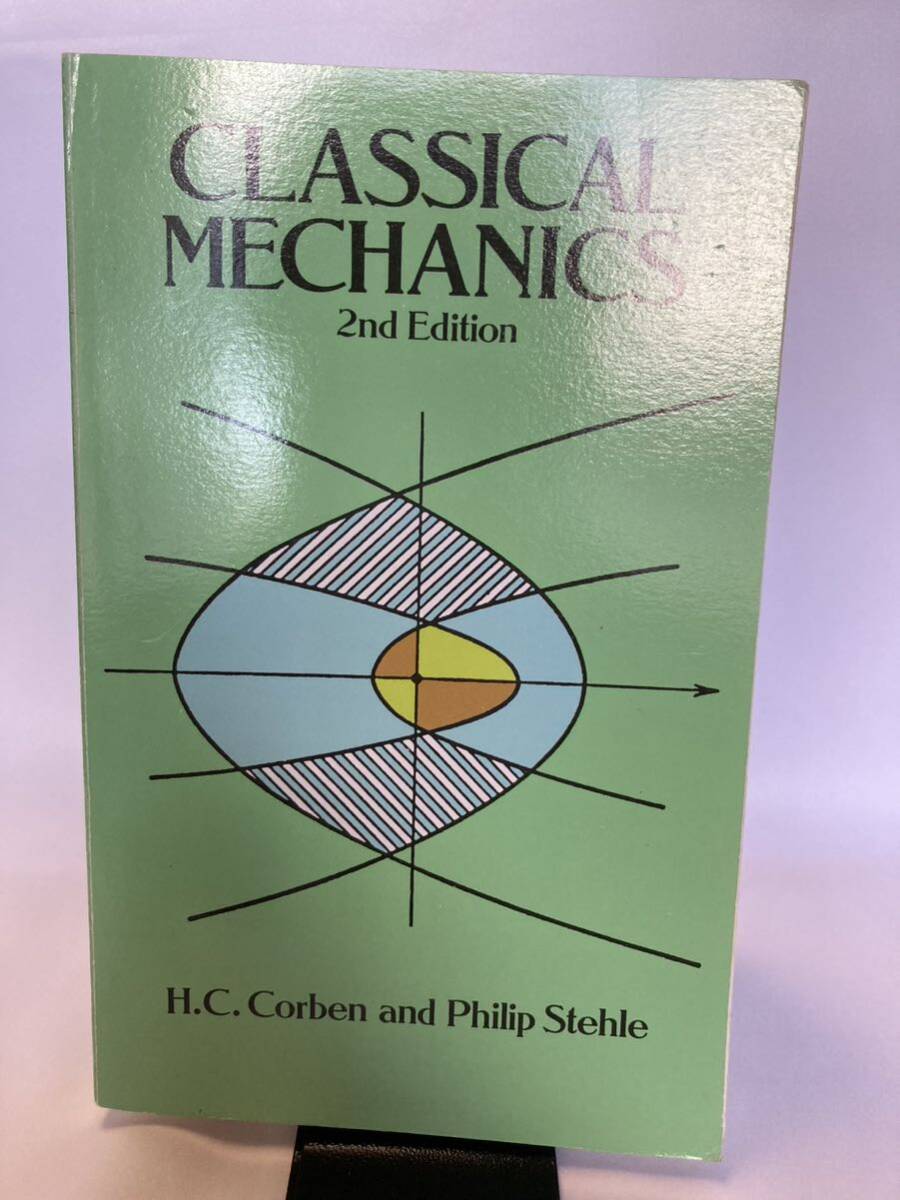 CLASSICAL
MECHANICS
2nd Edition
H.C. Corben and Philip Stehle